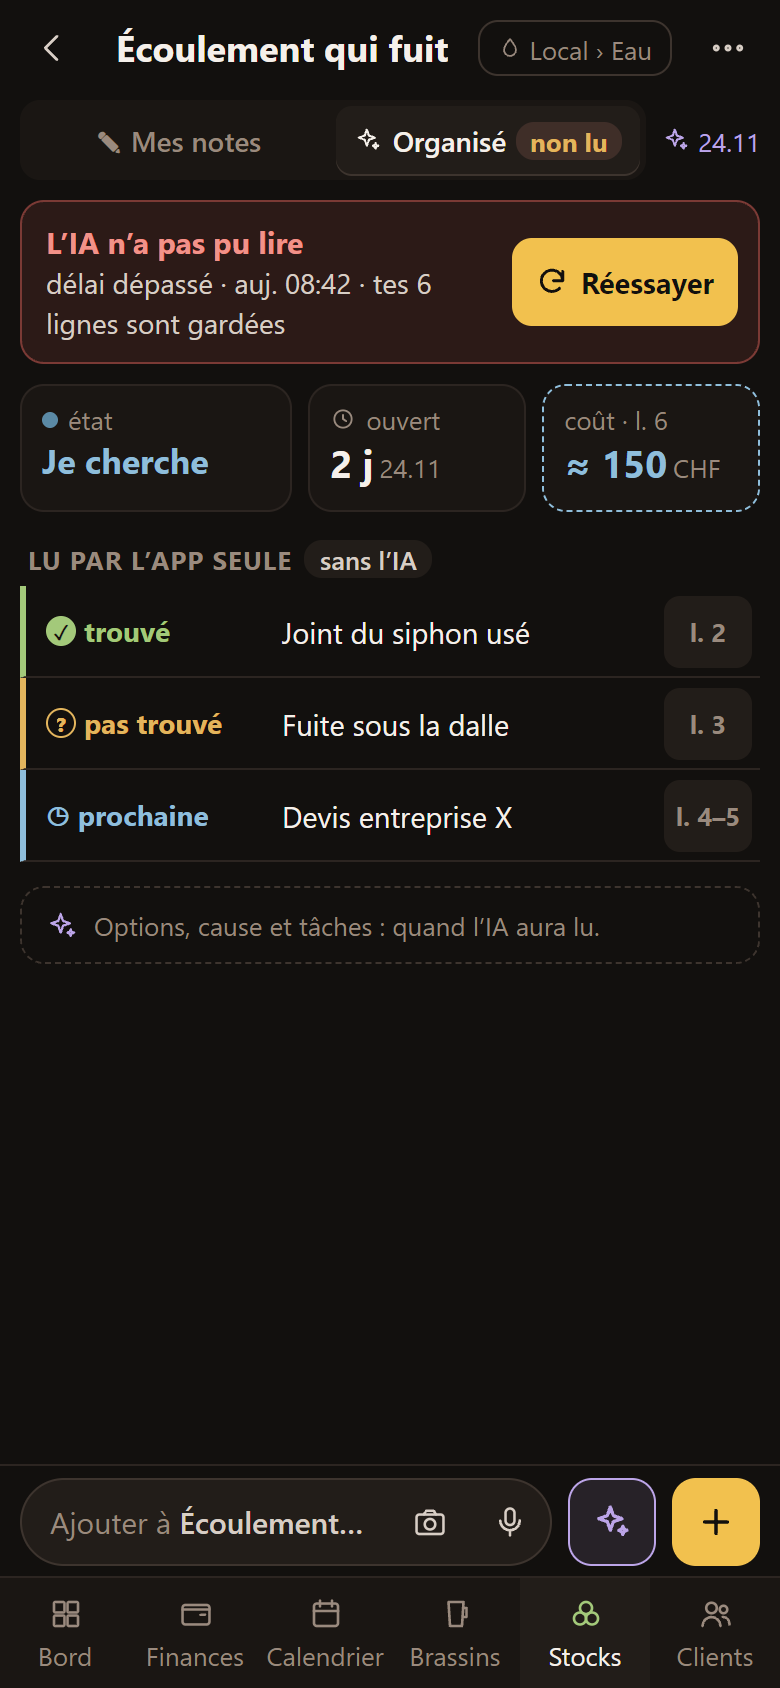 Écoulement qui fuit
Local › Eau
Mes notes
Organisé non lu
24.11
L’IA n’a pas pu lire
délai dépassé · auj. 08:42 · tes 6
lignes sont gardées
Réessayer
état
Je cherche
ouvert
2 j 24.11
coût · l. 6
≈ 150 CHF
LU PAR L’APP SEULE sans l’IA
trouvé Joint du siphon usé l. 2
pas trouvé Fuite sous la dalle l. 3
prochaine Devis entreprise X l. 4–5
Options, cause et tâches : quand l’IA aura lu.
Ajouter à Écoulement…
Bord Finances Calendrier Brassins Stocks Clients